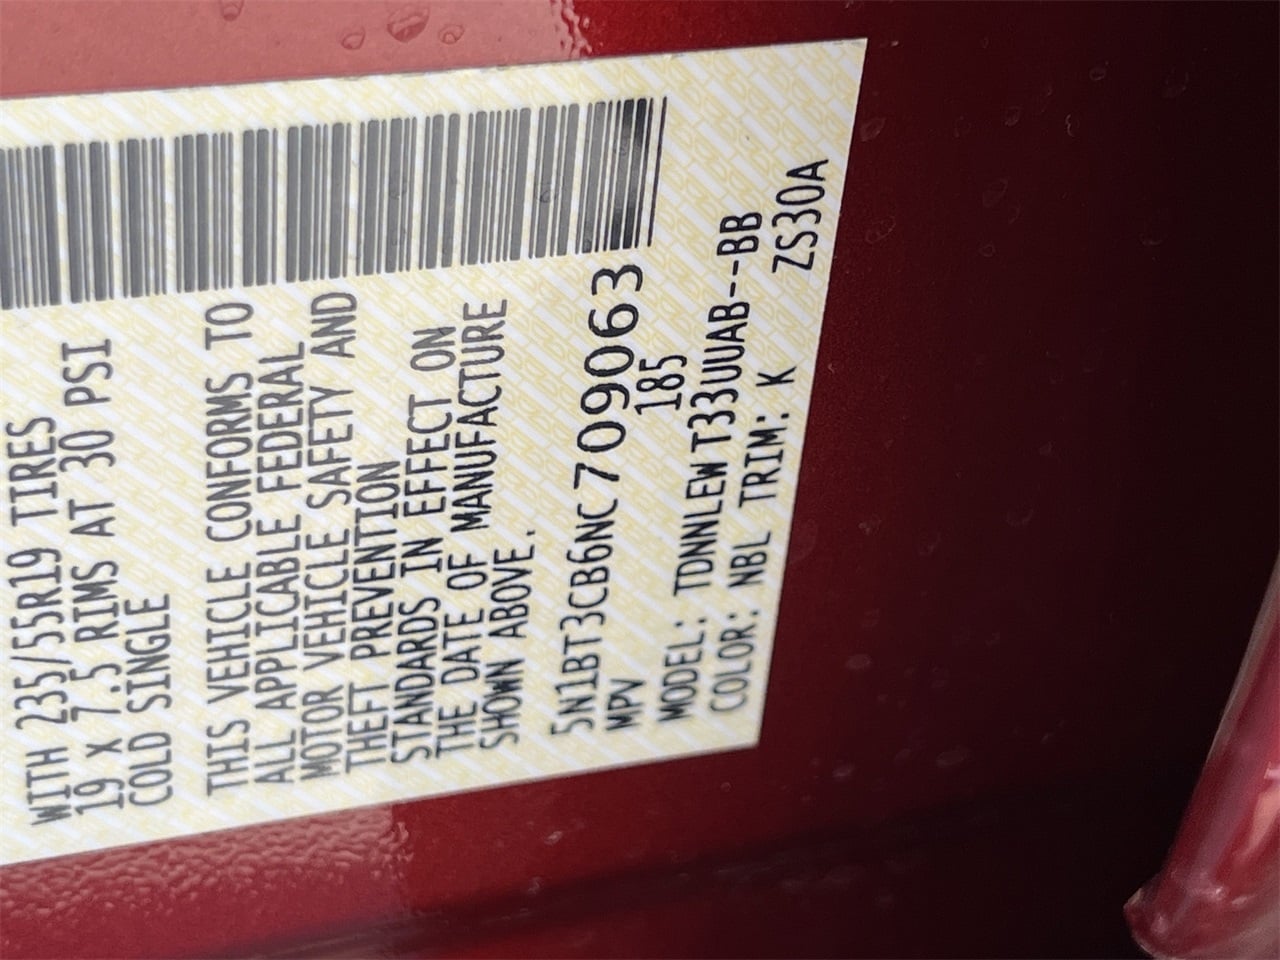 WITH 235/55R19 TIRES
19 x 7.5 RIMS AT 30 PSI
COLD SINGLE
THIS VEHICLE CONFORMS TO
ALL APPLICABLE FEDERAL
MOTOR VEHICLE SAFETY AND
THEFT PREVENTION
STANDARDS IN EFFECT ON
THE DATE OF MANUFACTURE
SHOWN ABOVE.
5N1BT3CB6NC709063
MPV 185
MODEL: TDNNLEWT33UUAB--BB
COLOR: NBL TRIM: K ZS30A